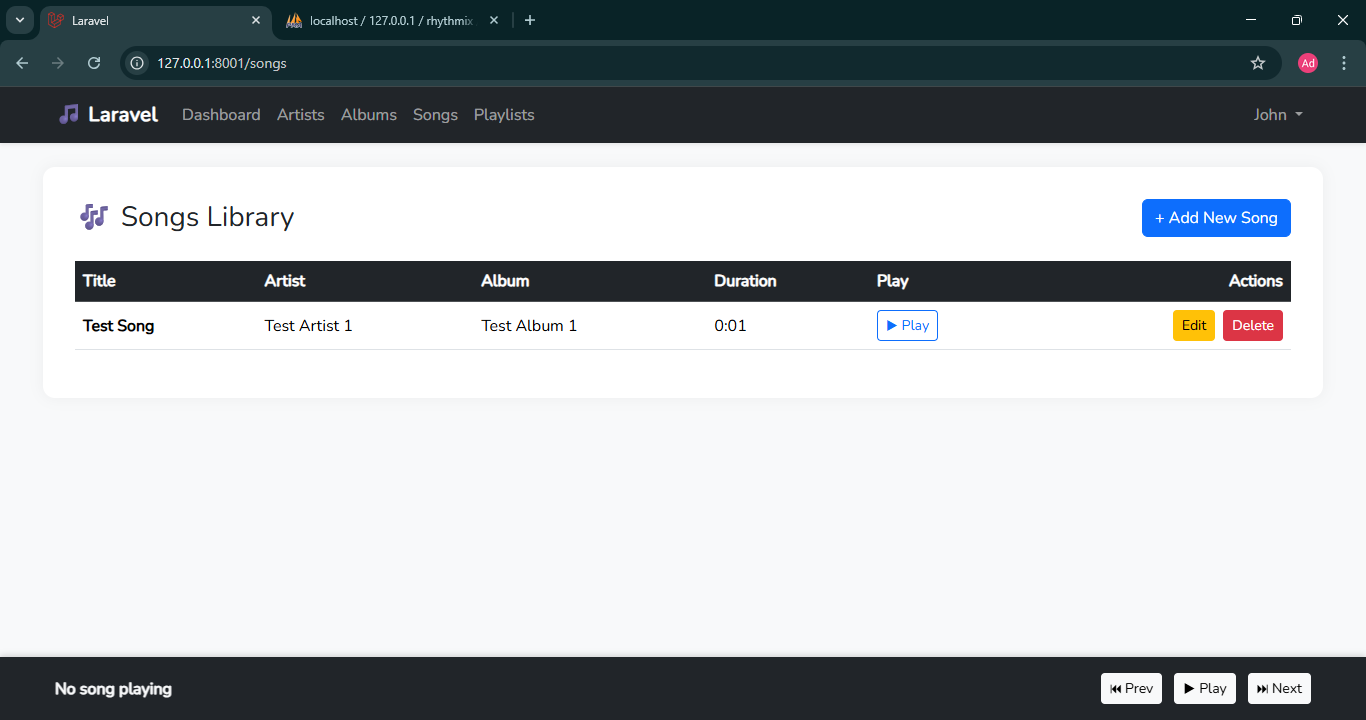 Laravel
localhost / 127.0.0.1 / rhythmix
127.0.0.1:8001/songs
Ad
Laravel Dashboard Artists Albums Songs Playlists John
Songs Library
+ Add New Song
Title Artist Album Duration Play Actions
Test Song Test Artist 1 Test Album 1 0:01 Play Edit Delete
No song playing Prev Play Next